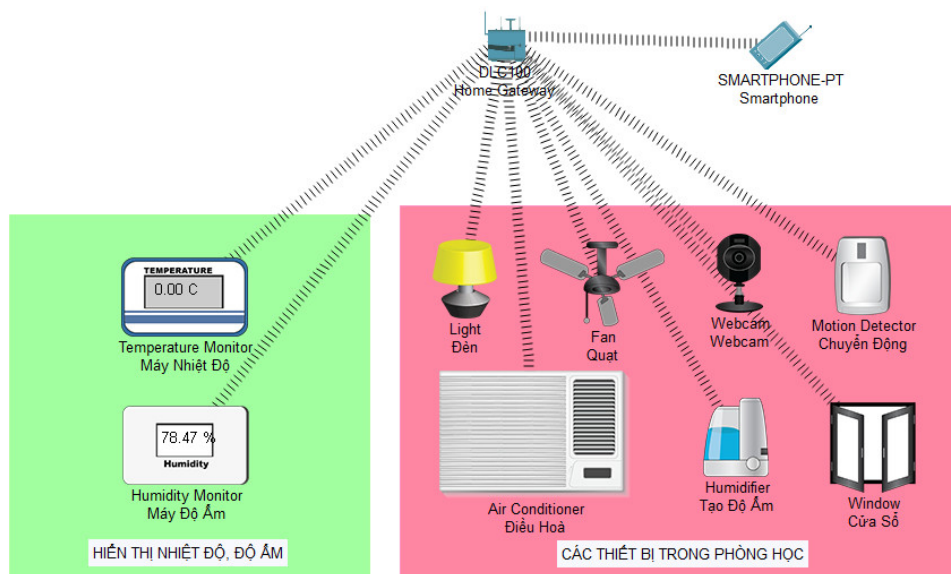 DLC100
Home Gateway
SMARTPHONE-PT
Smartphone
TEMPERATURE
0.00 C
Temperature Monitor
Máy Nhiệt Độ
78.47 %
Humidity
Humidity Monitor
Máy Độ Ẩm
HIỂN THỊ NHIỆT ĐỘ, ĐỘ ẨM
Light
Đèn
Fan
Quạt
Webcam
Webcam
Motion Detector
Chuyển Động
Air Conditioner
Điều Hoà
Humidifier
Tạo Độ Ẩm
Window
Cửa Sổ
CÁC THIẾT BỊ TRONG PHÒNG HỌC